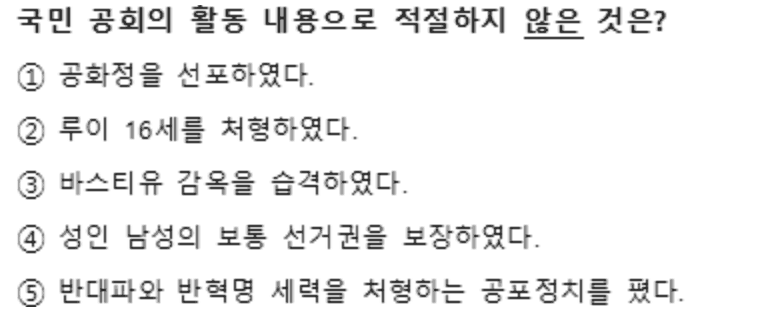 국민 공회의 활동 내용으로 적절하지 않은 것은?
① 공화정을 선포하였다.
② 루이 16세를 처형하였다.
③ 바스티유 감옥을 습격하였다.
④ 성인 남성의 보통 선거권을 보장하였다.
⑤ 반대파와 반혁명 세력을 처형하는 공포정치를 폈다.